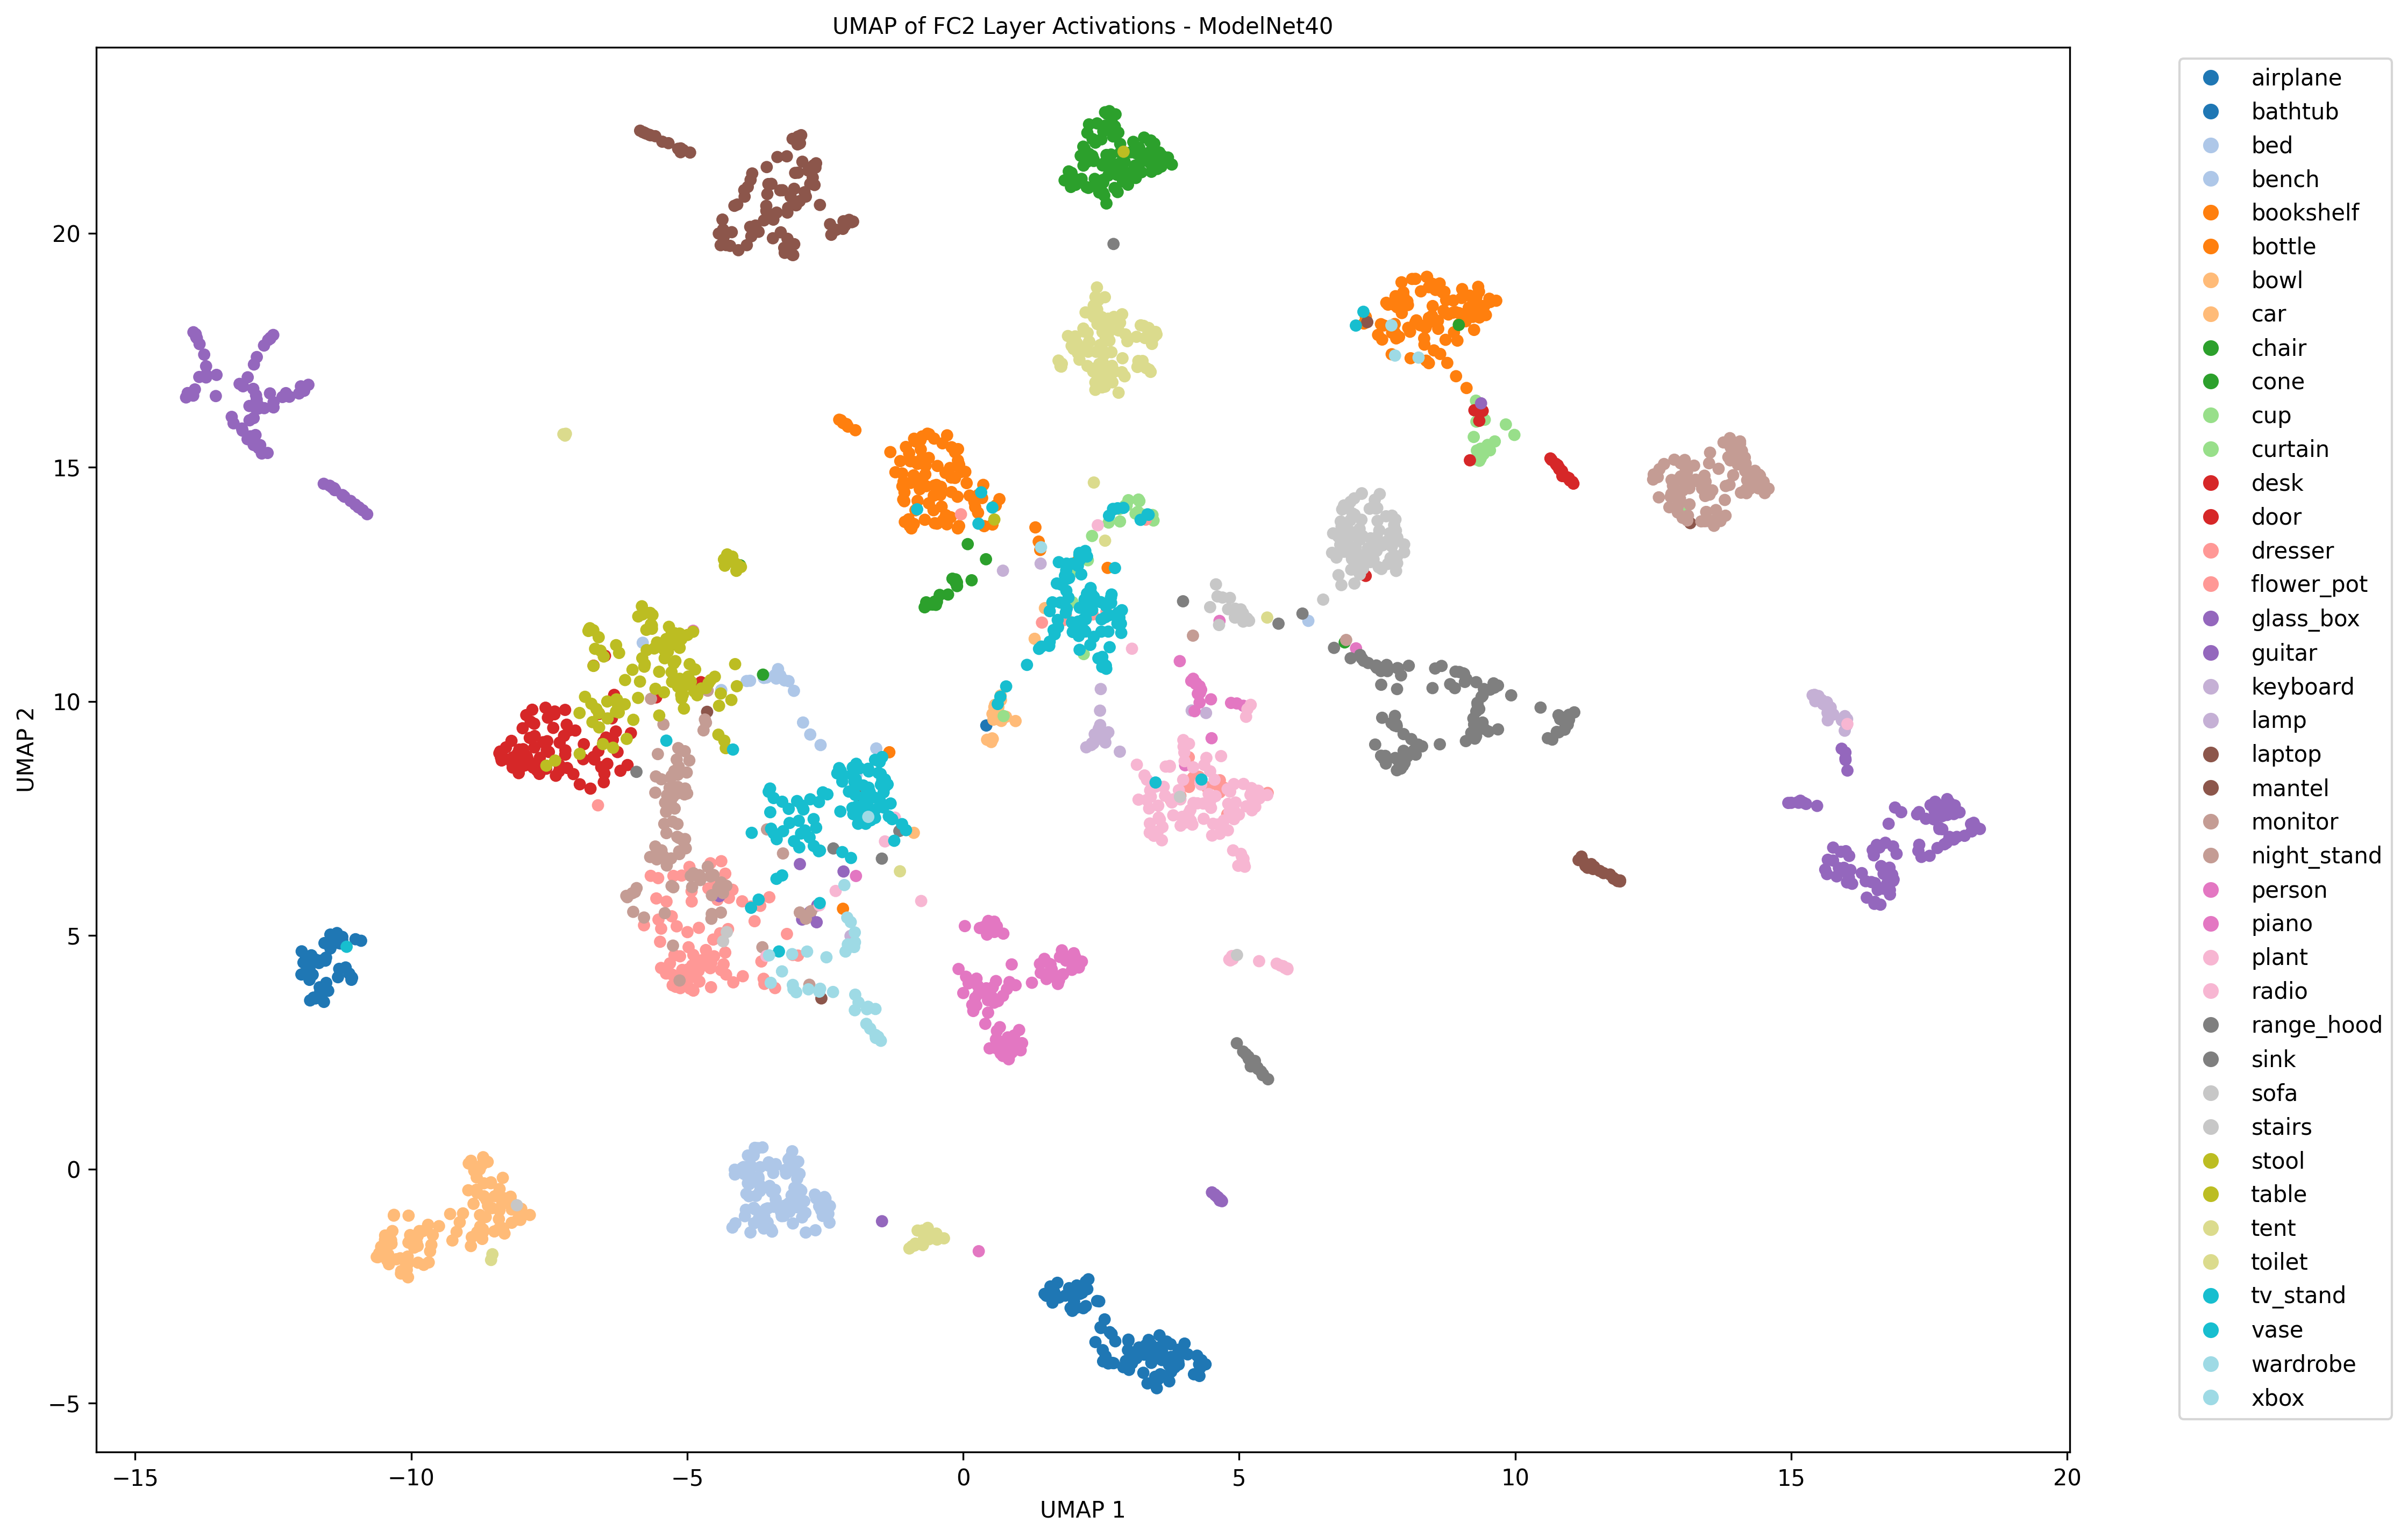 UMAP of FC2 Layer Activations - ModelNet40
UMAP 2
20
15
10
5
0
−5
−15
−10
−5
0
5
10
15
20
UMAP 1
airplane
bathtub
bed
bench
bookshelf
bottle
bowl
car
chair
cone
cup
curtain
desk
door
dresser
flower_pot
glass_box
guitar
keyboard
lamp
laptop
mantel
monitor
night_stand
person
piano
plant
radio
range_hood
sink
sofa
stairs
stool
table
tent
toilet
tv_stand
vase
wardrobe
xbox